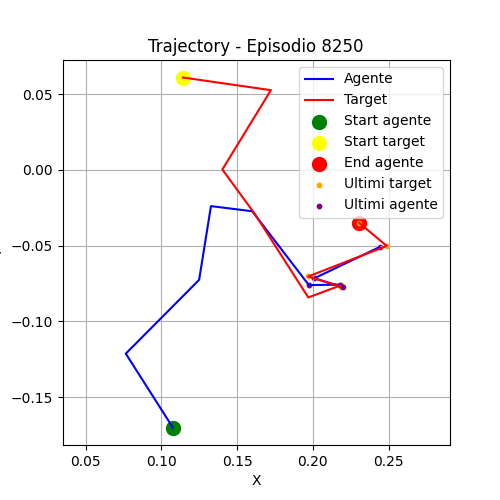 Trajectory - Episodio 8250
Agente
Target
Start agente
Start target
End agente
Ultimi target
Ultimi agente
0.05
0.00
−0.05
−0.10
−0.15
0.05
0.10
0.15
0.20
0.25
X